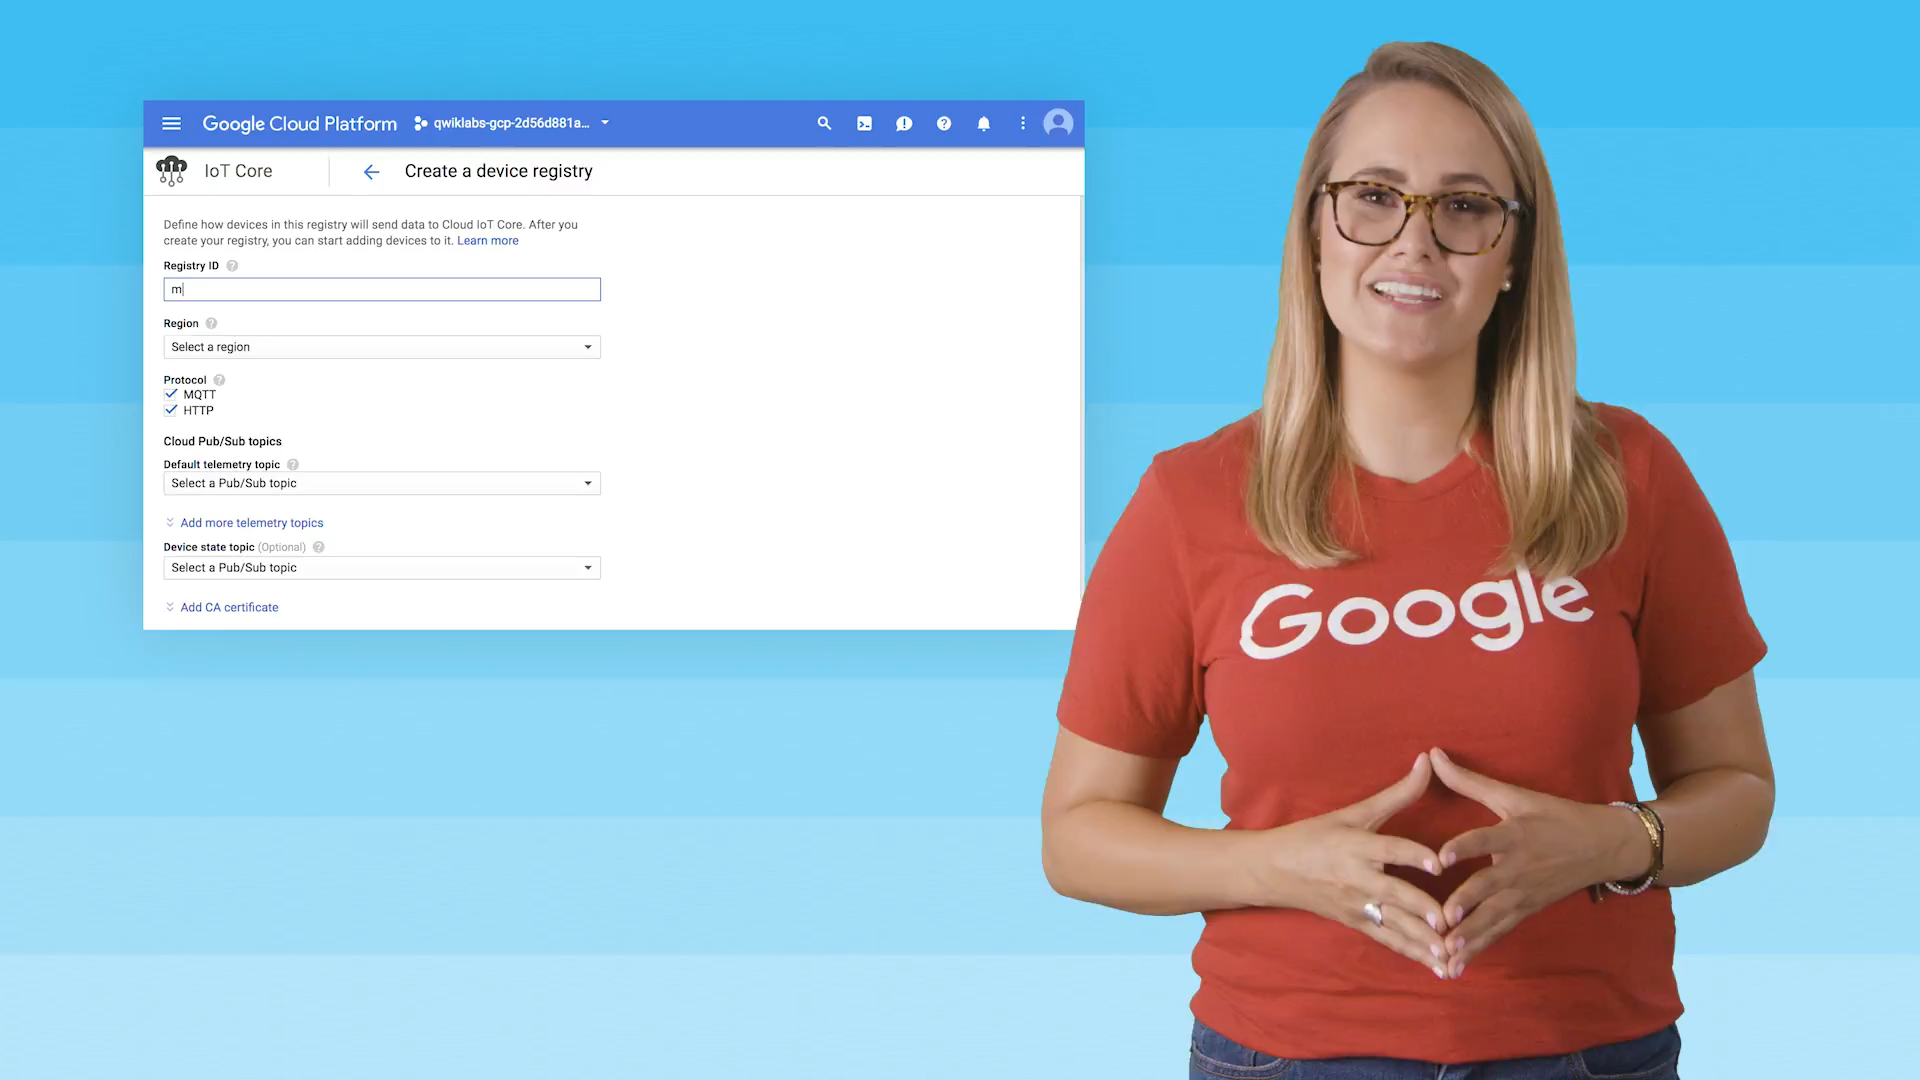 Google Cloud Platform
qwiklabs-gcp-2d56d881a...
IoT Core
Create a device registry
Define how devices in this registry will send data to Cloud IoT Core. After you
create your registry, you can start adding devices to it. Learn more
Registry ID
m
Region
Select a region
Protocol
MQTT
HTTP
Cloud Pub/Sub topics
Default telemetry topic
Select a Pub/Sub topic
Add more telemetry topics
Device state topic (Optional)
Select a Pub/Sub topic
Add CA certificate
Google